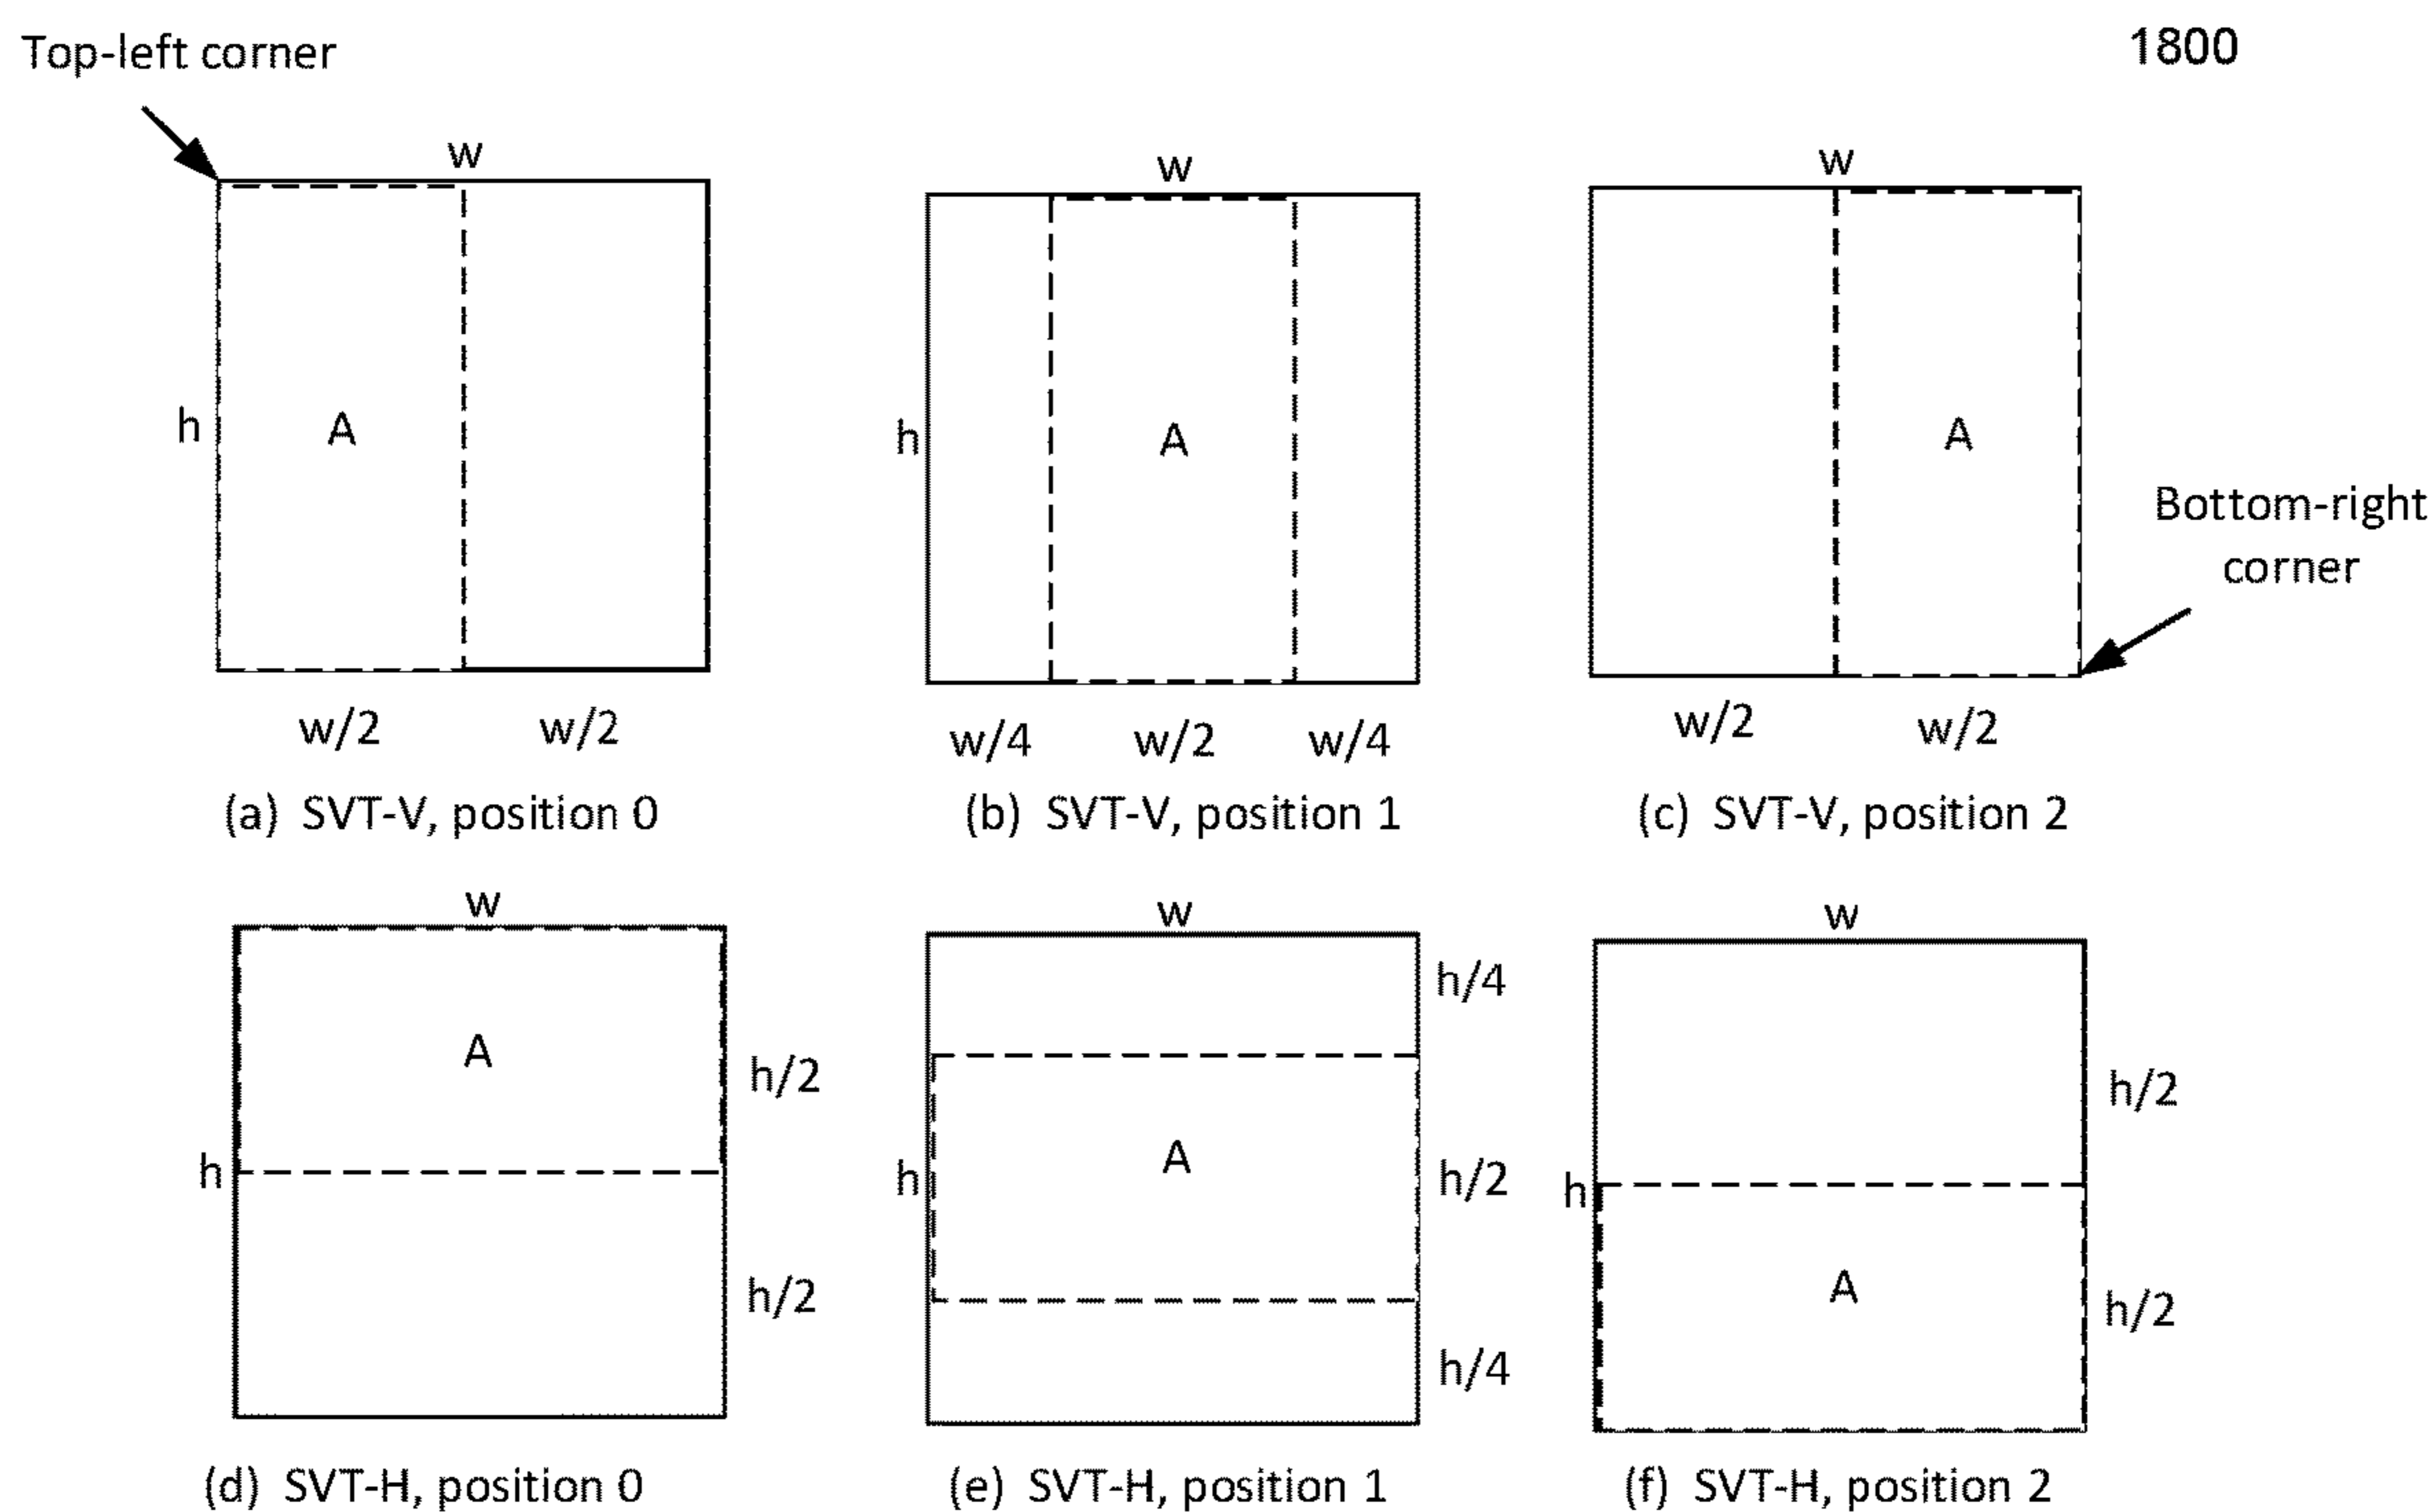 Top-left corner
1800
w
w
w
h
A
h
A
A
Bottom-right
corner
w/2
w/2
w/4
w/2
w/4
w/2
w/2
(a) SVT-V, position 0
(b) SVT-V, position 1
(c) SVT-V, position 2
w
w
w
A
h/2
h
h/2
h/4
A
h
h/2
h/4
h/2
h
A
h/2
(d) SVT-H, position 0
(e) SVT-H, position 1
(f) SVT-H, position 2